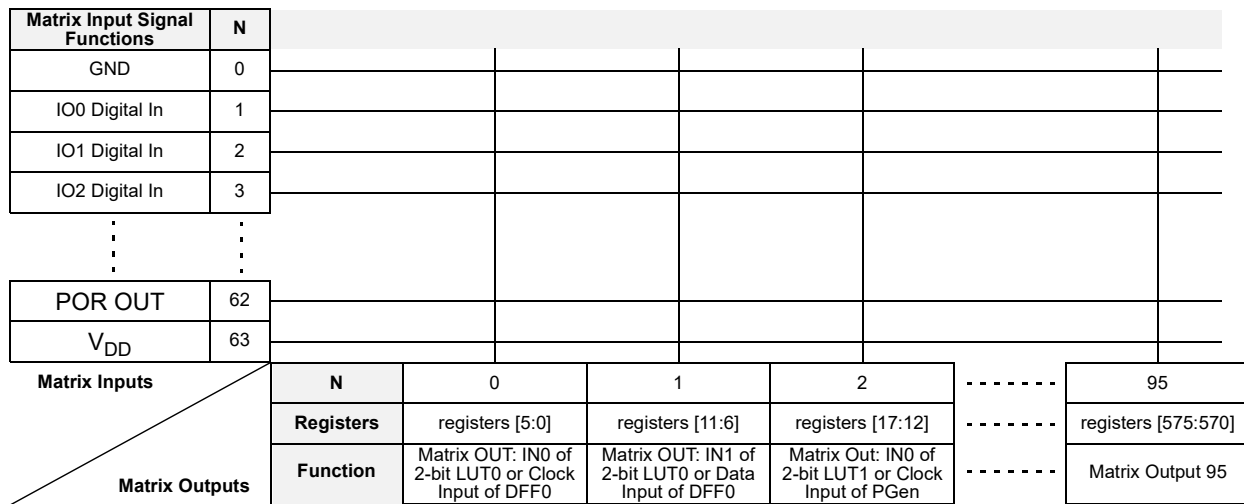 Matrix Input Signal
Functions
N
GND
0
IO0 Digital In
1
IO1 Digital In
2
IO2 Digital In
3
POR OUT
62
VDD
63
Matrix Inputs
Matrix Outputs
N
0
1
2
95
Registers
registers [5:0]
registers [11:6]
registers [17:12]
registers [575:570]
Function
Matrix OUT: IN0 of
2-bit LUT0 or Clock
Input of DFF0
Matrix OUT: IN1 of
2-bit LUT0 or Data
Input of DFF0
Matrix Out: IN0 of
2-bit LUT1 or Clock
Input of PGen
Matrix Output 95